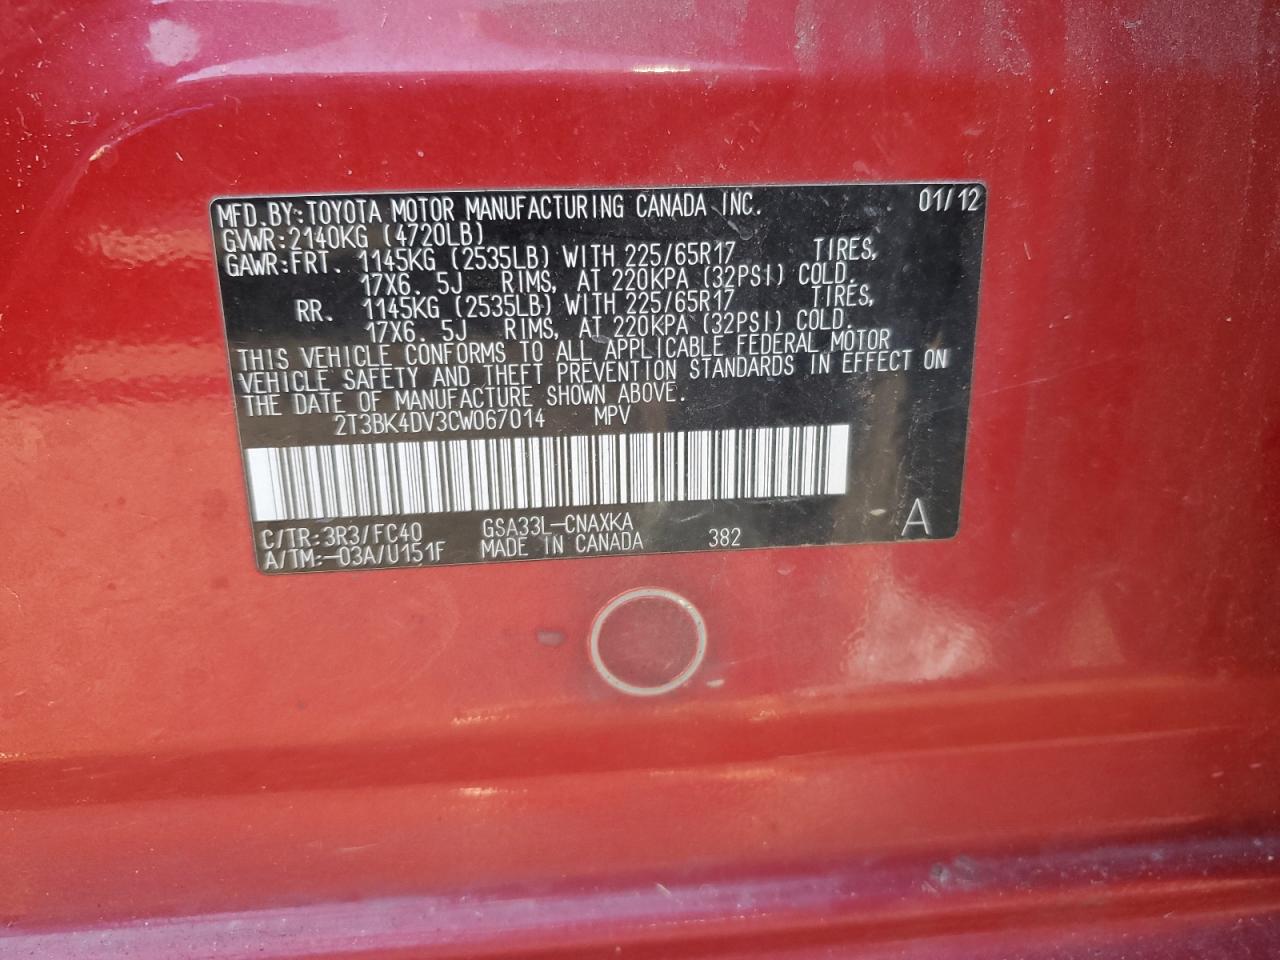 MFD.BY:TOYOTA MOTOR MANUFACTURING CANADA INC. 01/12
GVWR:2140KG (4720LB)
GAWR:FRT. 1145KG (2535LB) WITH 225/65R17 TIRES,
17X6.5J RIMS, AT 220KPA (32PSI) COLD.
RR. 1145KG (2535LB) WITH 225/65R17 TIRES,
17X6.5J RIMS, AT 220KPA (32PSI) COLD.
THIS VEHICLE CONFORMS TO ALL APPLICABLE FEDERAL MOTOR
VEHICLE SAFETY AND THEFT PREVENTION STANDARDS IN EFFECT ON
THE DATE OF MANUFACTURE SHOWN ABOVE.
2T3BK4DV3CW067014 MPV
C/TR:3R3/FC40 GSA33L-CNAXKA
A/TM:-03A/U151F MADE IN CANADA 382 A